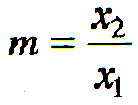 m = x₂/x₁